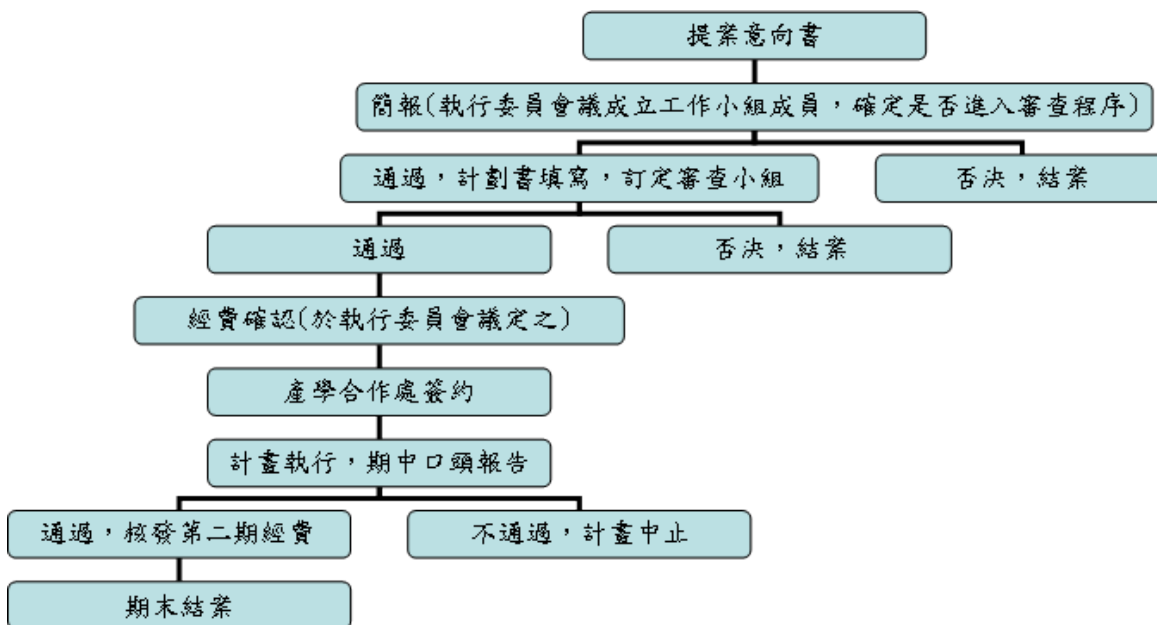 提案意向書
簡報(執行委員會議成立工作小組成員，確定是否進入審查程序)
通過，計劃書填寫，訂定審查小組
否決，結案
通過
否決，結案
經費確認(於執行委員會議定之)
產學合作處簽約
計畫執行，期中口頭報告
通過，核發第二期經費
不通過，計畫中止
期末結案